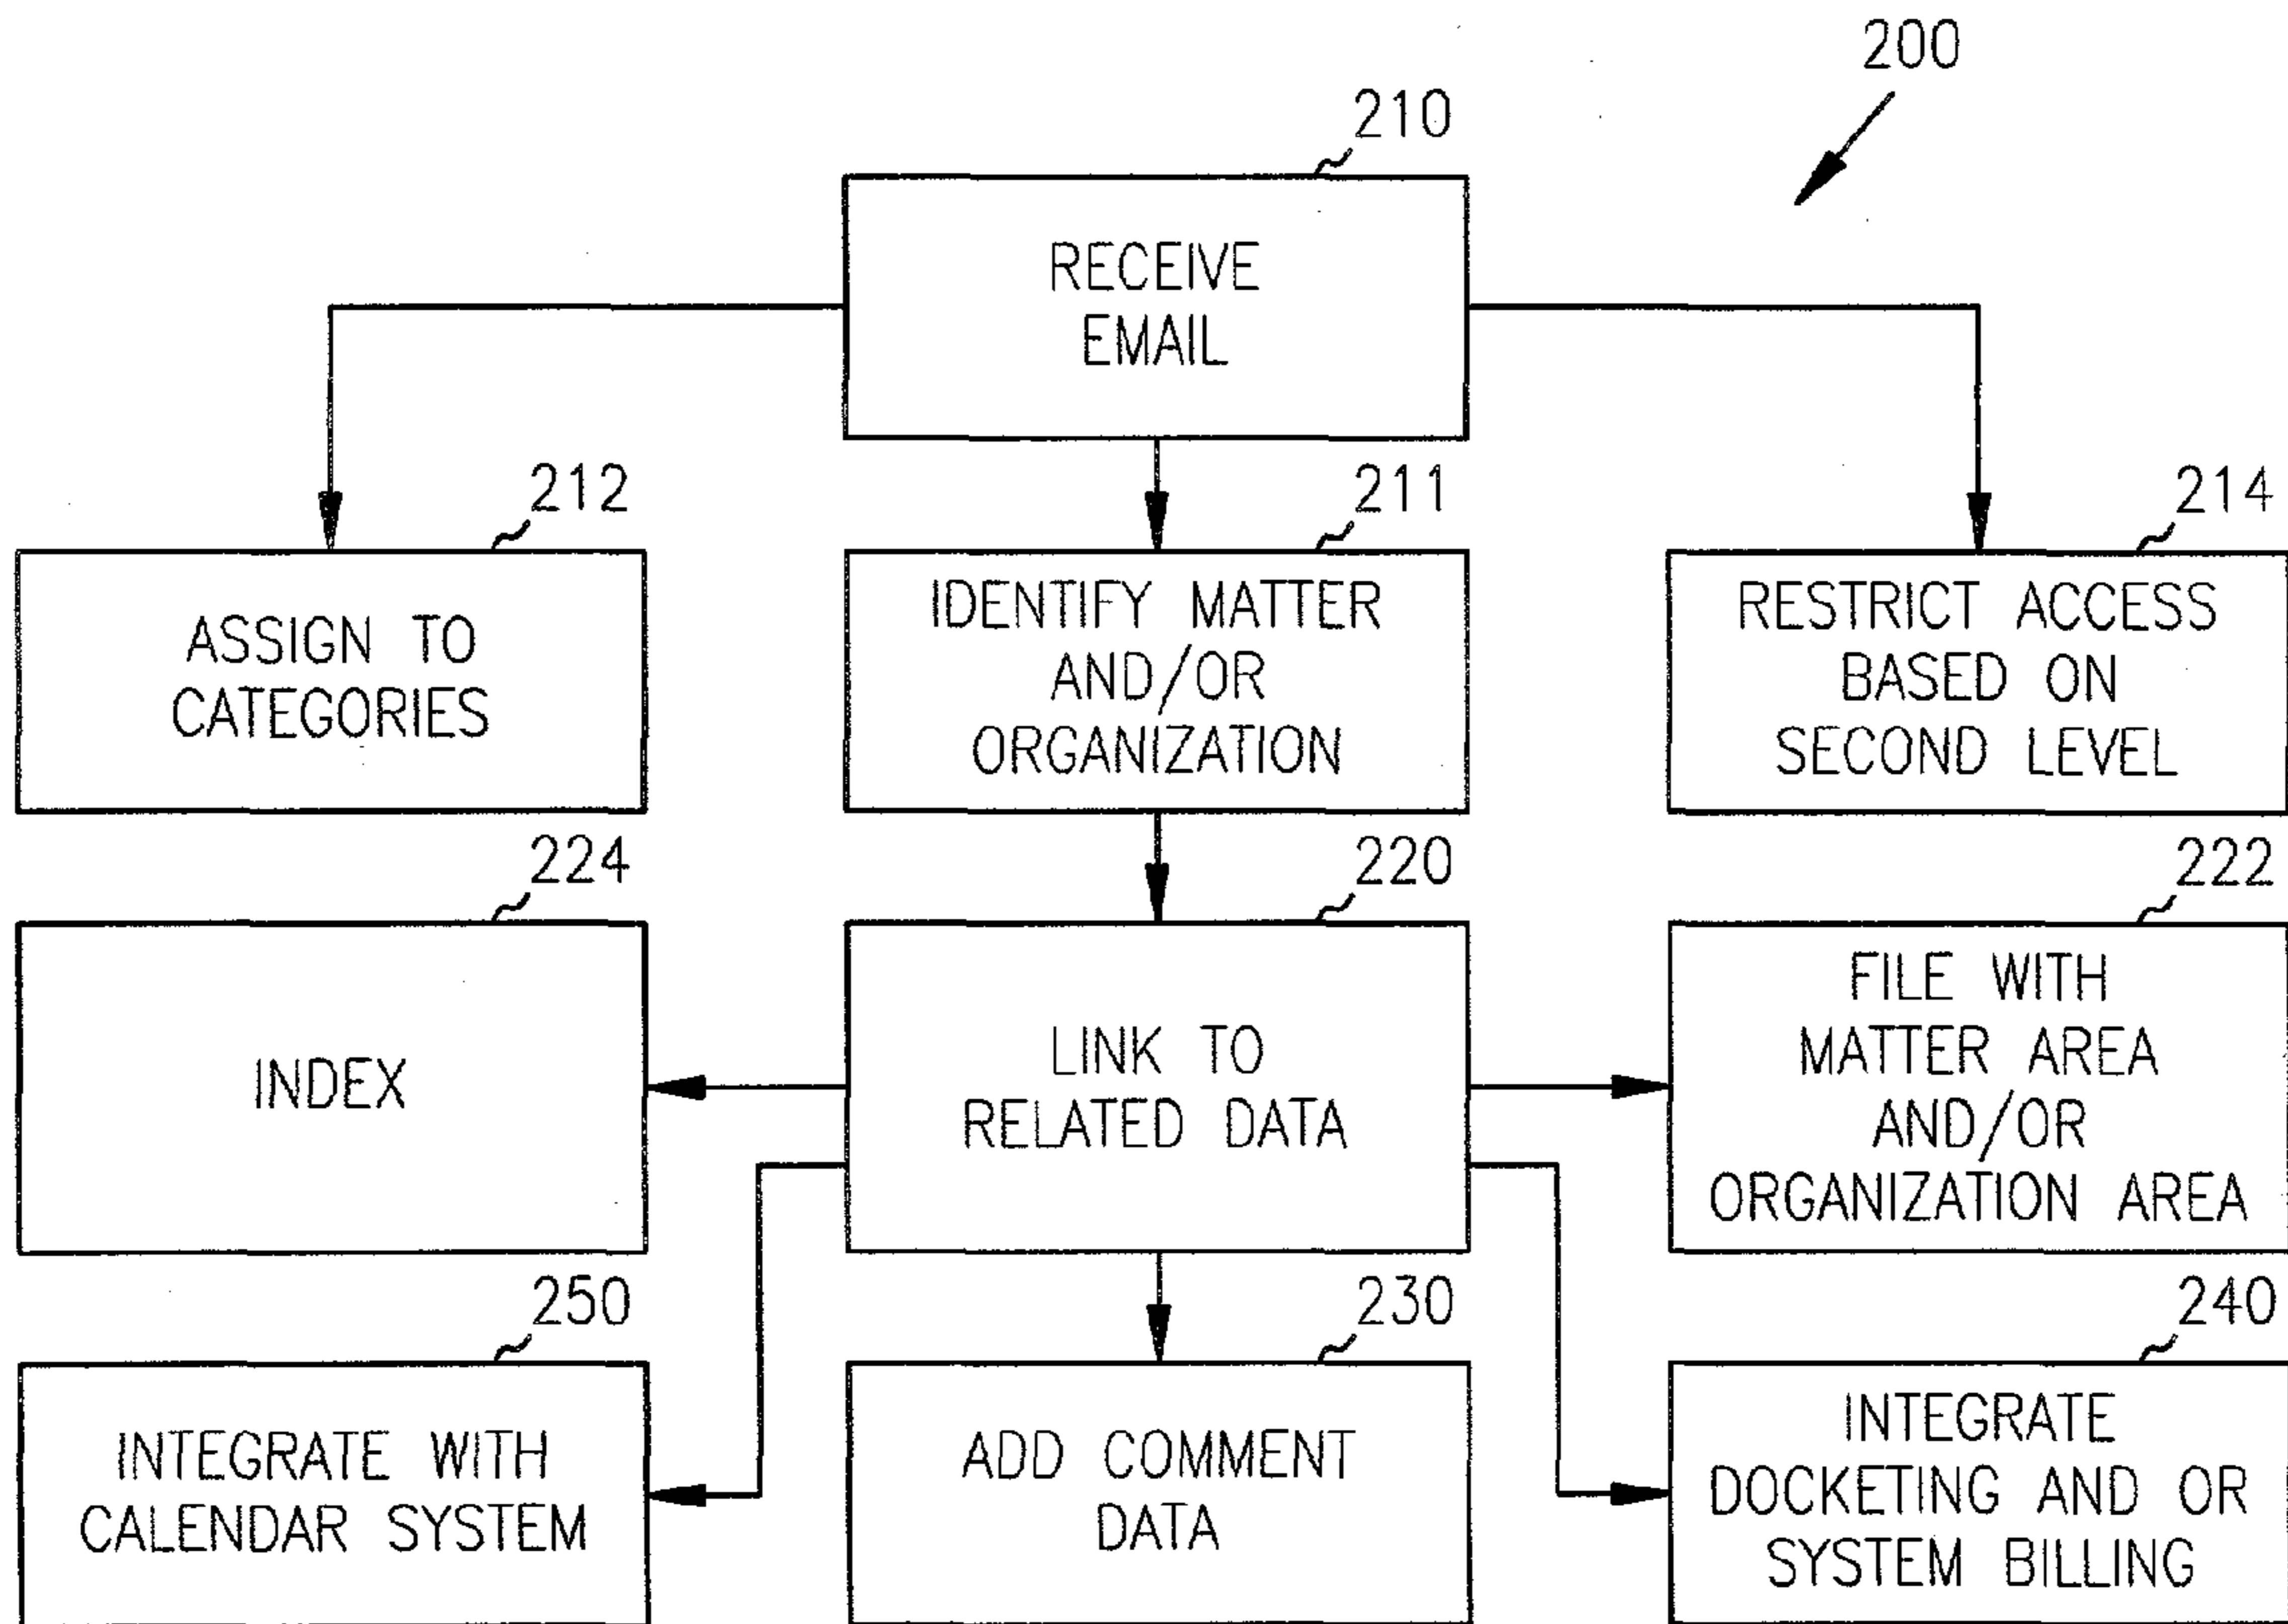 200
210
RECEIVE
EMAIL
212
ASSIGN TO
CATEGORIES
211
IDENTIFY MATTER
AND/OR
ORGANIZATION
214
RESTRICT ACCESS
BASED ON
SECOND LEVEL
224
INDEX
220
LINK TO
RELATED DATA
222
FILE WITH
MATTER AREA
AND/OR
ORGANIZATION AREA
250
INTEGRATE WITH
CALENDAR SYSTEM
230
ADD COMMENT
DATA
240
INTEGRATE
DOCKETING AND OR
SYSTEM BILLING